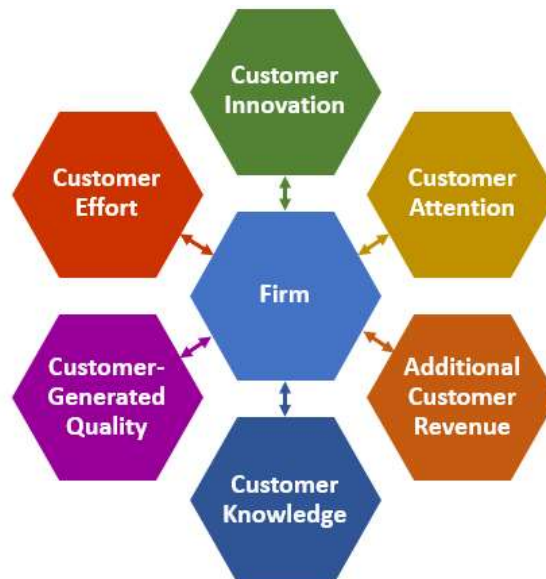 Customer
Innovation
Customer
Effort
Customer
Attention
Firm
Customer-
Generated
Quality
Additional
Customer
Revenue
Customer
Knowledge